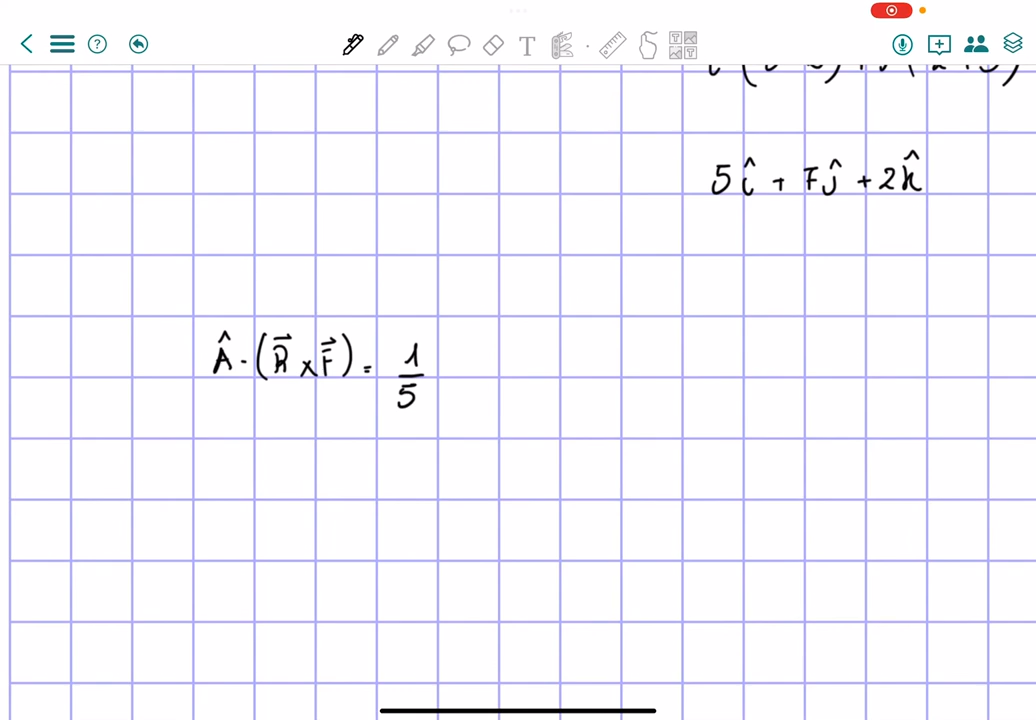 5î + 7ĵ + 2k̂
Â · (R⃗ × F⃗) = 1/5